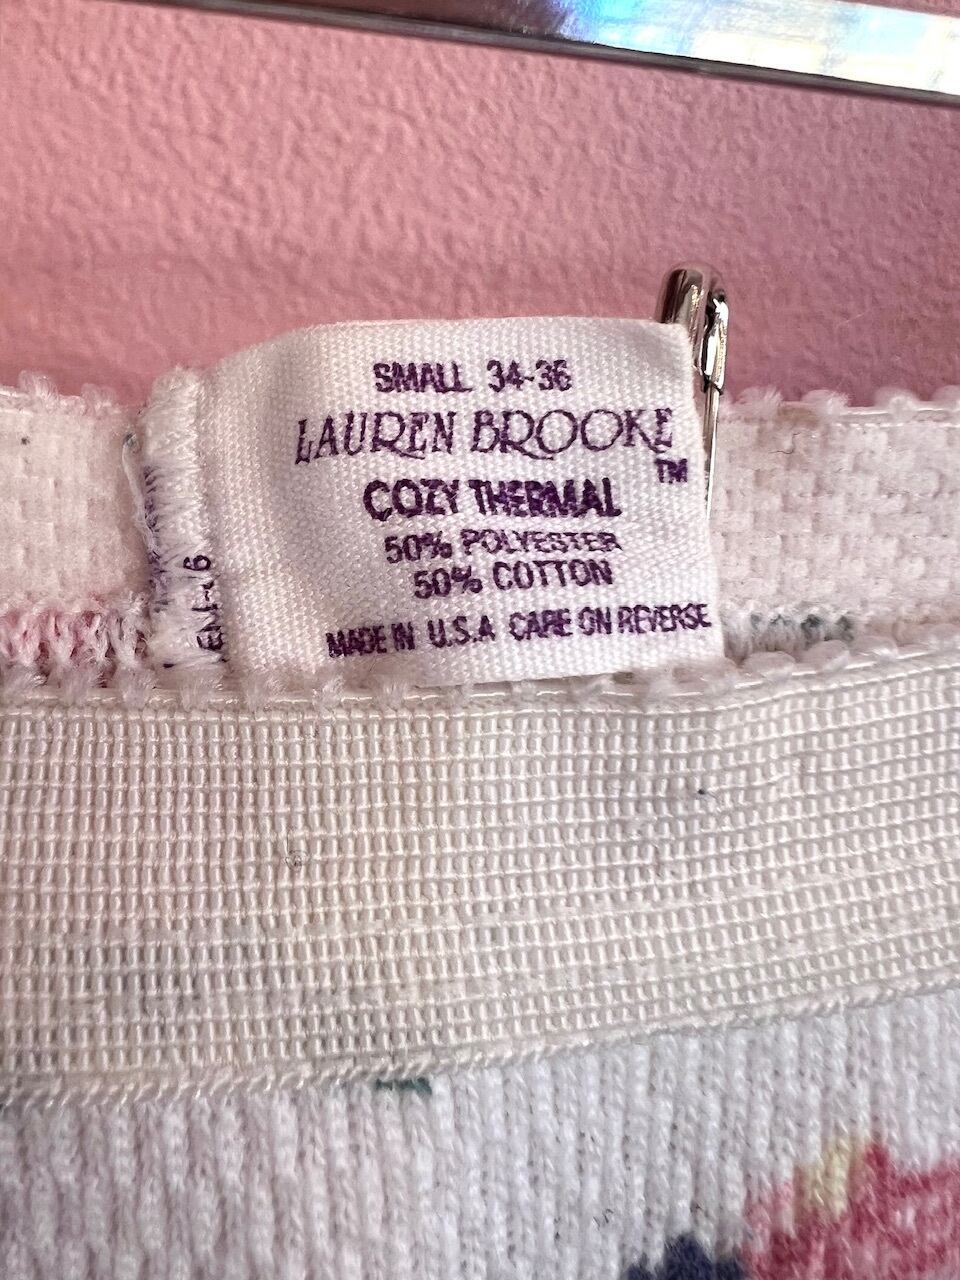 SMALL 34-36
LAUREN BROOKE
TM
COZY THERMAL
50% POLYESTER
50% COTTON
MADE IN U.S.A CARE ON REVERSE